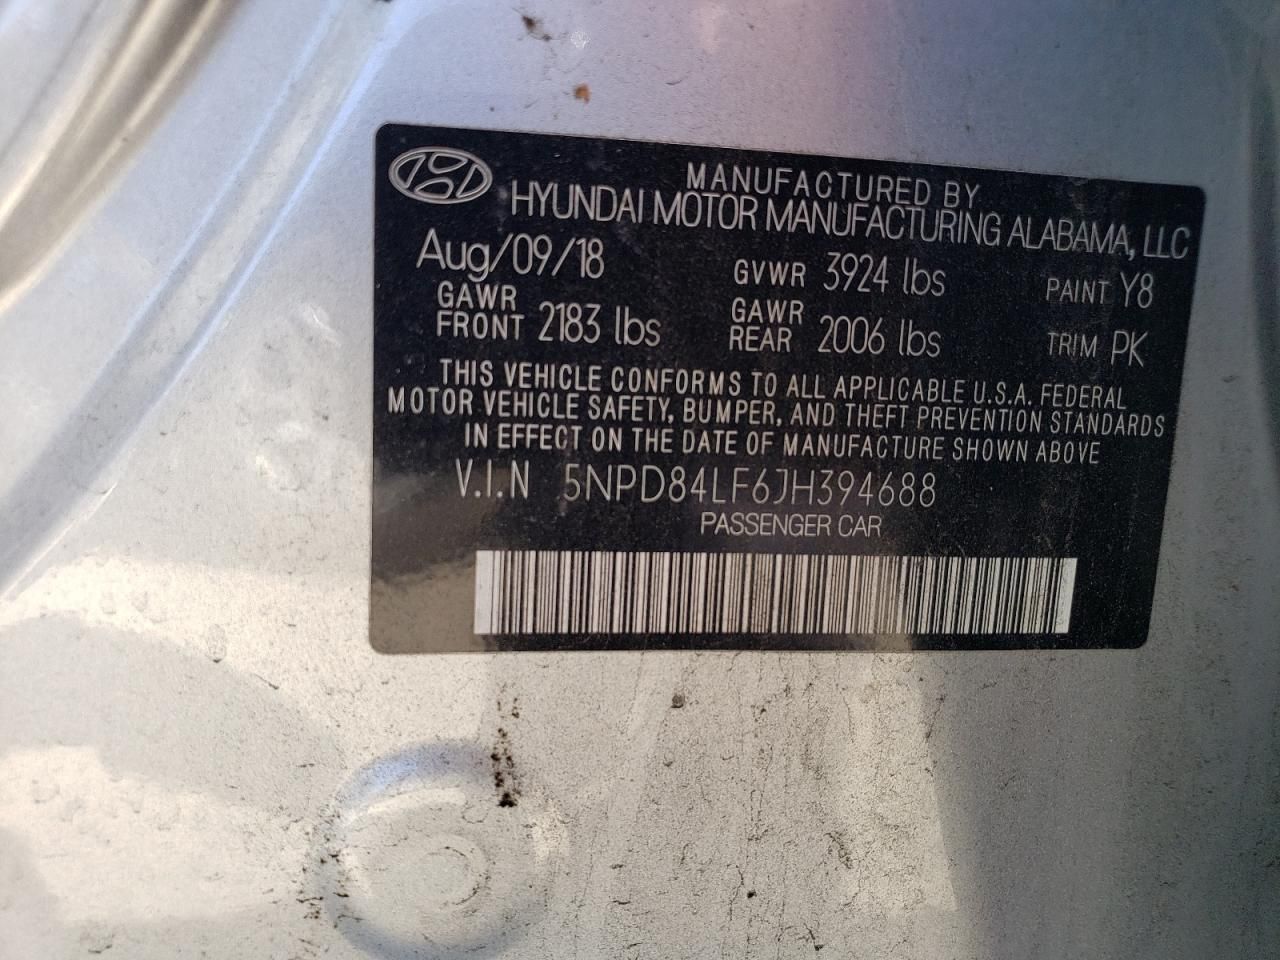 MANUFACTURED BY
HYUNDAI MOTOR MANUFACTURING ALABAMA, LLC
Aug/09/18 GVWR 3924 lbs PAINT Y8
GAWR FRONT 2183 lbs GAWR REAR 2006 lbs TRIM PK
THIS VEHICLE CONFORMS TO ALL APPLICABLE U.S.A. FEDERAL
MOTOR VEHICLE SAFETY, BUMPER, AND THEFT PREVENTION STANDARDS
IN EFFECT ON THE DATE OF MANUFACTURE SHOWN ABOVE
V.I.N 5NPD84LF6JH394688
PASSENGER CAR